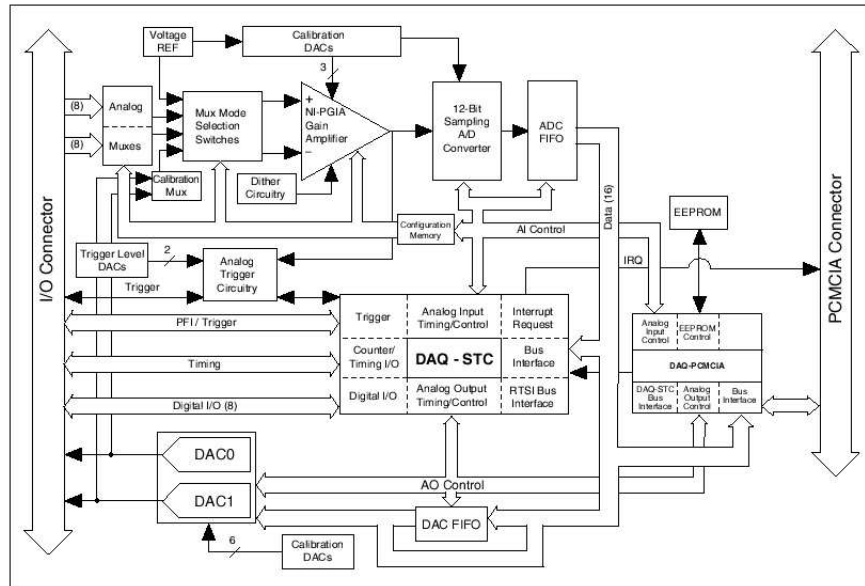 Voltage
REF
Calibration
DACs
3
(8)
Analog
Muxes
(8)
Mux Mode
Selection
Switches
+
NI-PGIA
Gain
Amplifier
–
12-Bit
Sampling
A/D
Converter
ADC
FIFO
Calibration
Mux
Dither
Circuitry
Configuration
Memory
AI Control
Data (16)
EEPROM
I/O Connector
PCMCIA Connector
Trigger Level
DACs
2
Analog
Trigger
Circuitry
Trigger
IRQ
PFI / Trigger
Timing
Digital I/O (8)
Trigger
Analog Input
Timing/Control
Interrupt
Request
Counter/
Timing I/O
DAQ - STC
Bus
Interface
Digital I/O
Analog Output
Timing/Control
RTSI Bus
Interface
Analog
Input
Control
EEPROM
Control
DAQ-PCMCIA
DAQ-STC
Bus
Interface
Analog
Output
Control
Bus
Interface
DAC0
DAC1
AO Control
DAC FIFO
6
Calibration
DACs